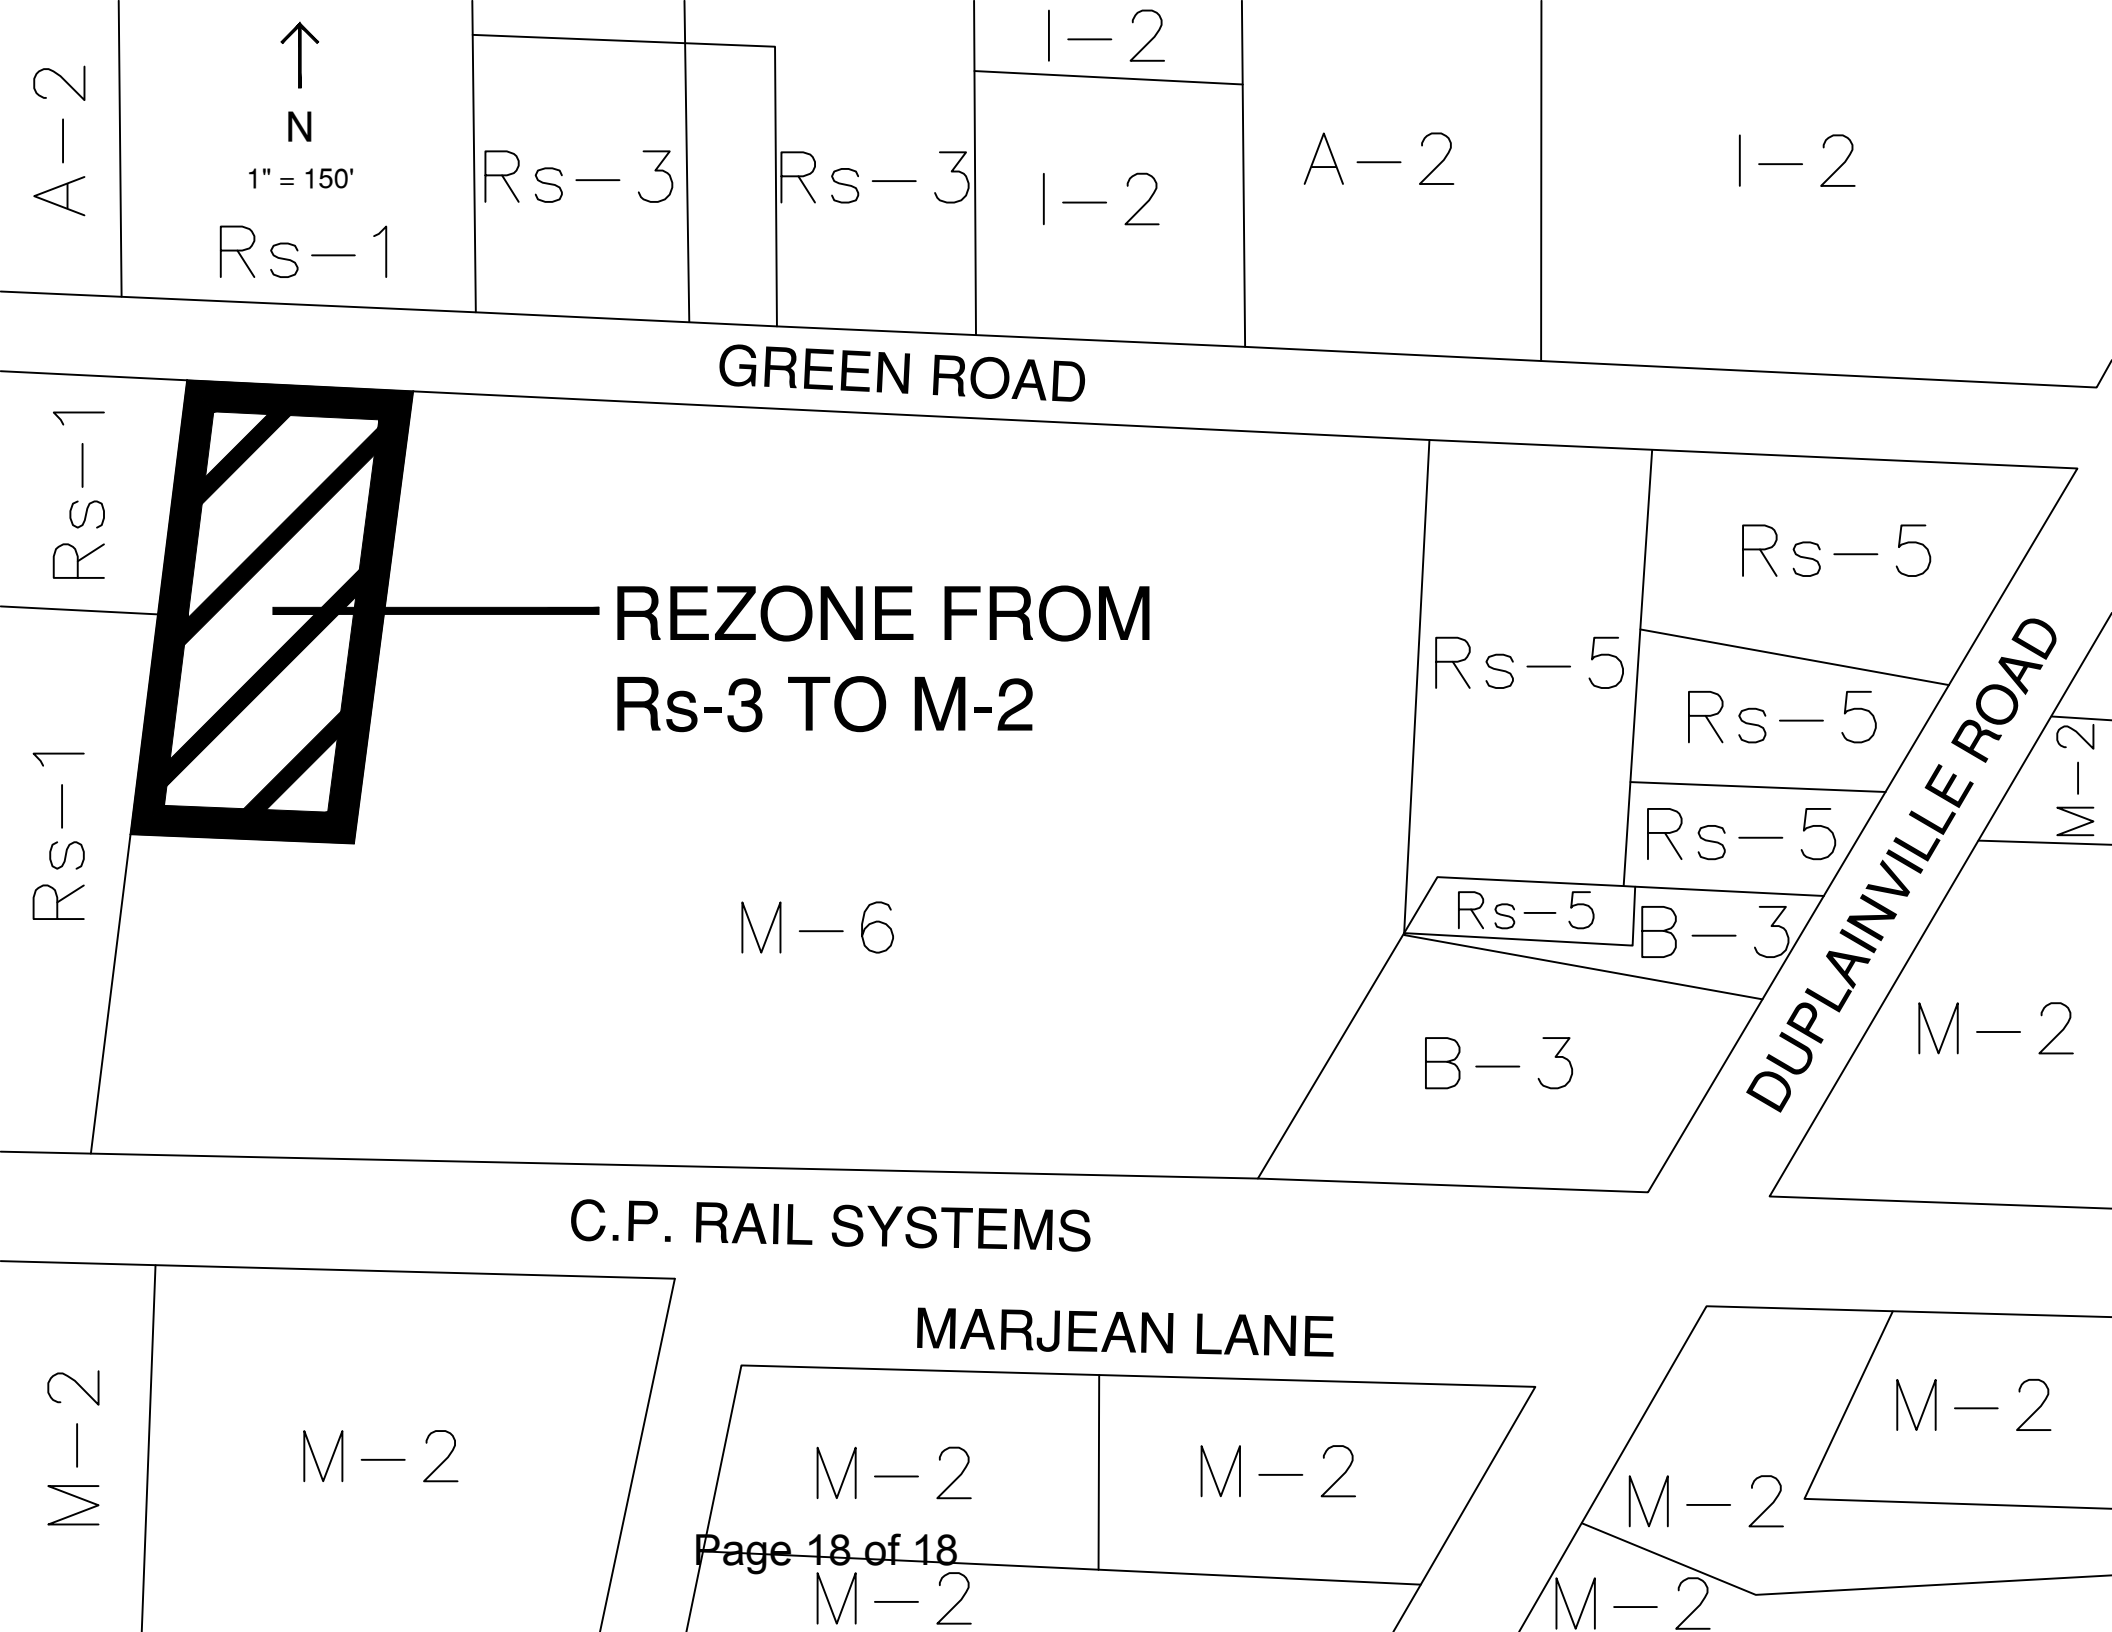 A-2
N
1" = 150'
Rs-1
Rs-3
Rs-3
I-2
I-2
A-2
I-2
GREEN ROAD
Rs-1
Rs-1
REZONE FROM
Rs-3 TO M-2
M-6
Rs-5
Rs-5
Rs-5
Rs-5
Rs-5
B-3
B-3
DUPLAINVILLE ROAD
M-2
M-2
C.P. RAIL SYSTEMS
MARJEAN LANE
M-2
M-2
M-2
M-2
M-2
M-2
Page 18 of 18
M-2
M-2